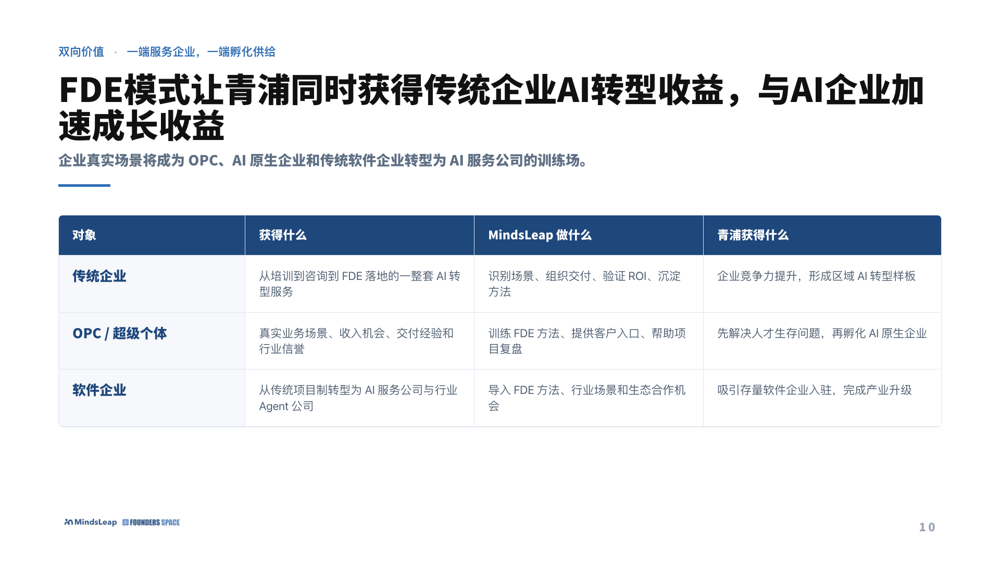 双向价值 · 一端服务企业，一端孵化供给
FDE模式让青浦同时获得传统企业AI转型收益，与AI企业加
速成长收益
企业真实场景将成为 OPC、AI 原生企业和传统软件企业转型为 AI 服务公司的训练场。
对象
获得什么
MindsLeap 做什么
青浦获得什么
传统企业
从培训到咨询到 FDE 落地的一整套 AI 转
型服务
识别场景、组织交付、验证 ROI、沉淀
方法
企业竞争力提升，形成区域 AI 转型样板
OPC / 超级个体
真实业务场景、收入机会、交付经验和
行业信誉
训练 FDE 方法、提供客户入口、帮助项
目复盘
先解决人才生存问题，再孵化 AI 原生企业
软件企业
从传统项目制转型为 AI 服务公司与行业
Agent 公司
导入 FDE 方法、行业场景和生态合作机
会
吸引存量软件企业入驻，完成产业升级
MindsLeap FOUNDERS SPACE
10